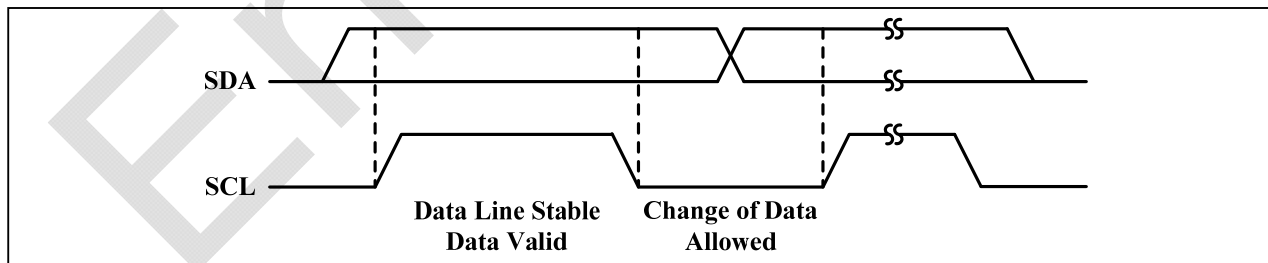 SDA
SCL
Data Line Stable
Data Valid
Change of Data
Allowed